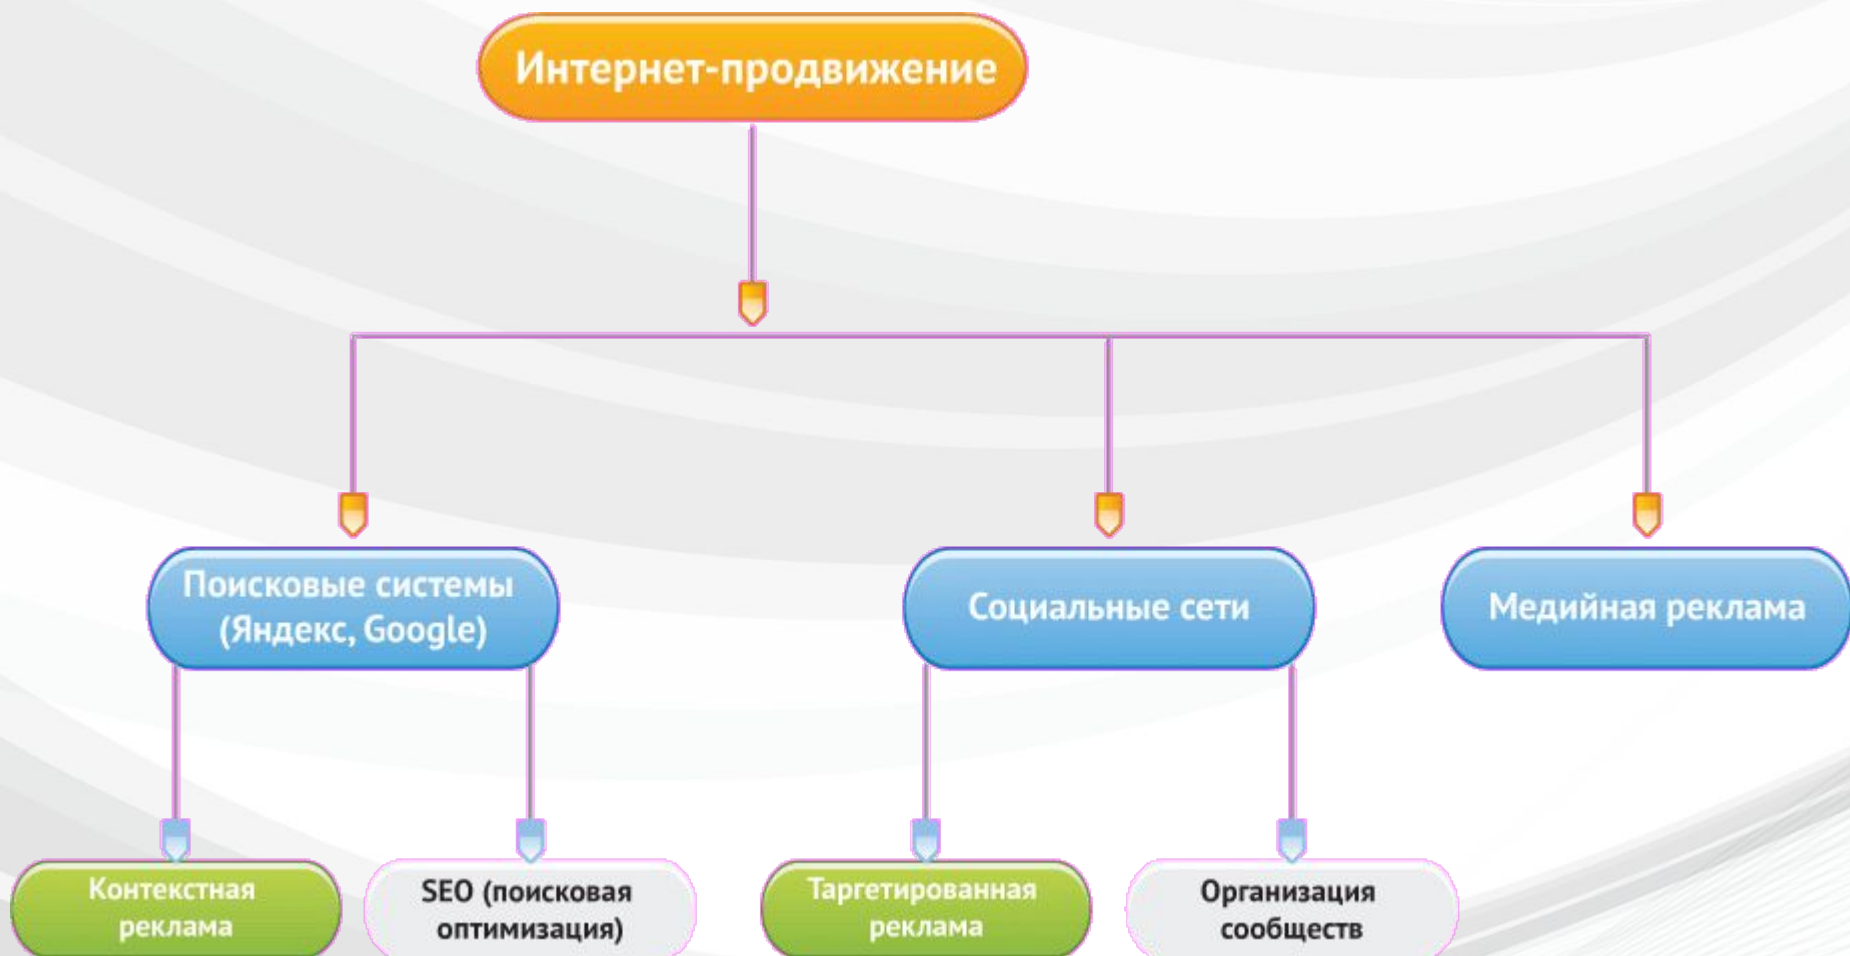 Интернет-продвижение
Поисковые системы
(Яндекс, Google)
Социальные сети
Медийная реклама
Контекстная
реклама
SEO (поисковая
оптимизация)
Таргетированная
реклама
Организация
сообществ